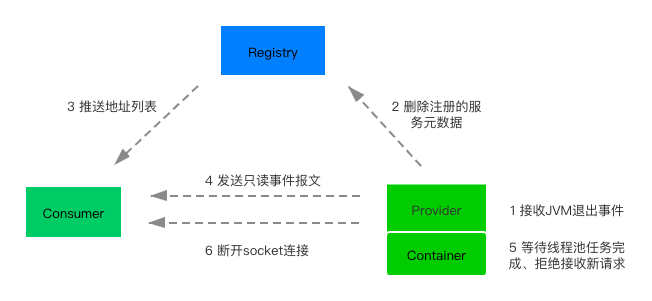 Registry
3 推送地址列表
2 删除注册的服
务元数据
4 发送只读事件报文
Consumer
Provider
1 接收JVM退出事件
6 断开socket连接
Container
5 等待线程池任务完
成、拒绝接收新请求